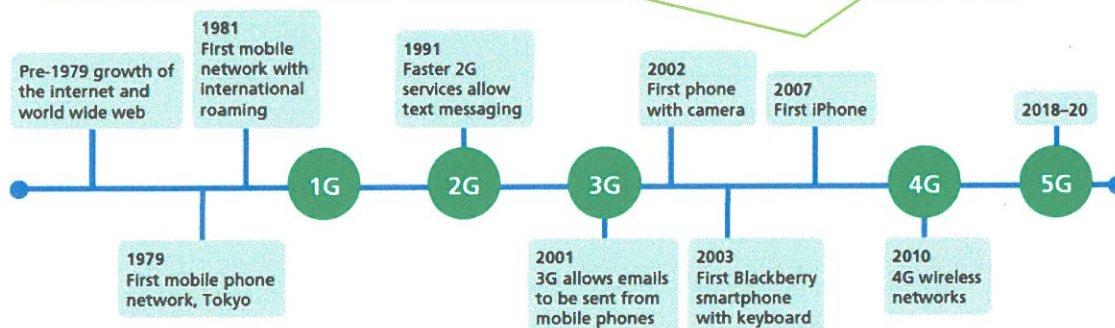 Pre-1979 growth of
the internet and
world wide web
1979
First mobile phone
network, Tokyo
1981
First mobile
network with
international
roaming
1G
1991
Faster 2G
services allow
text messaging
2G
3G
2001
3G allows emails
to be sent from
mobile phones
2002
First phone
with camera
2003
First Blackberry
smartphone
with keyboard
2007
First iPhone
4G
2010
4G wireless
networks
2018–20
5G